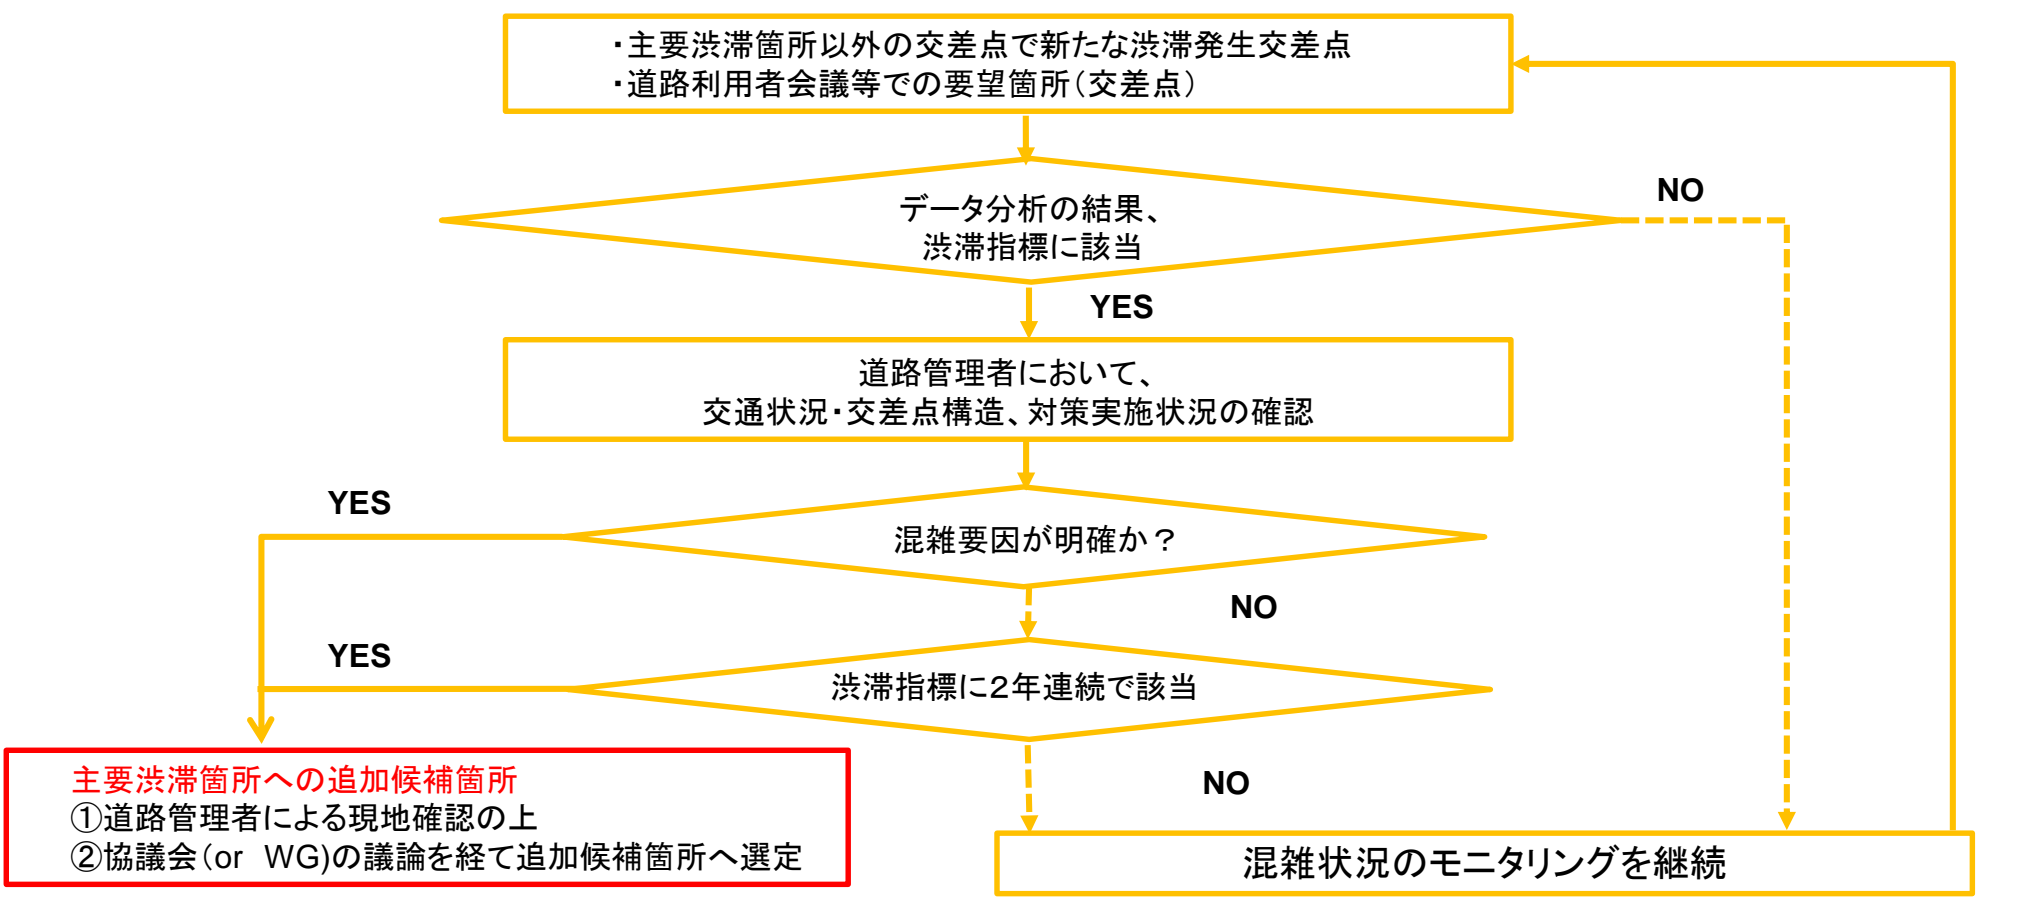 ・主要渋滞箇所以外の交差点で新たな渋滞発生交差点
・道路利用者会議等での要望箇所（交差点）
データ分析の結果、
渋滞指標に該当
NO
YES
道路管理者において、
交通状況・交差点構造、対策実施状況の確認
YES
混雑要因が明確か？
NO
YES
渋滞指標に２年連続で該当
NO
主要渋滞箇所への追加候補箇所
①道路管理者による現地確認の上
②協議会（or　WG)の議論を経て追加候補箇所へ選定
混雑状況のモニタリングを継続